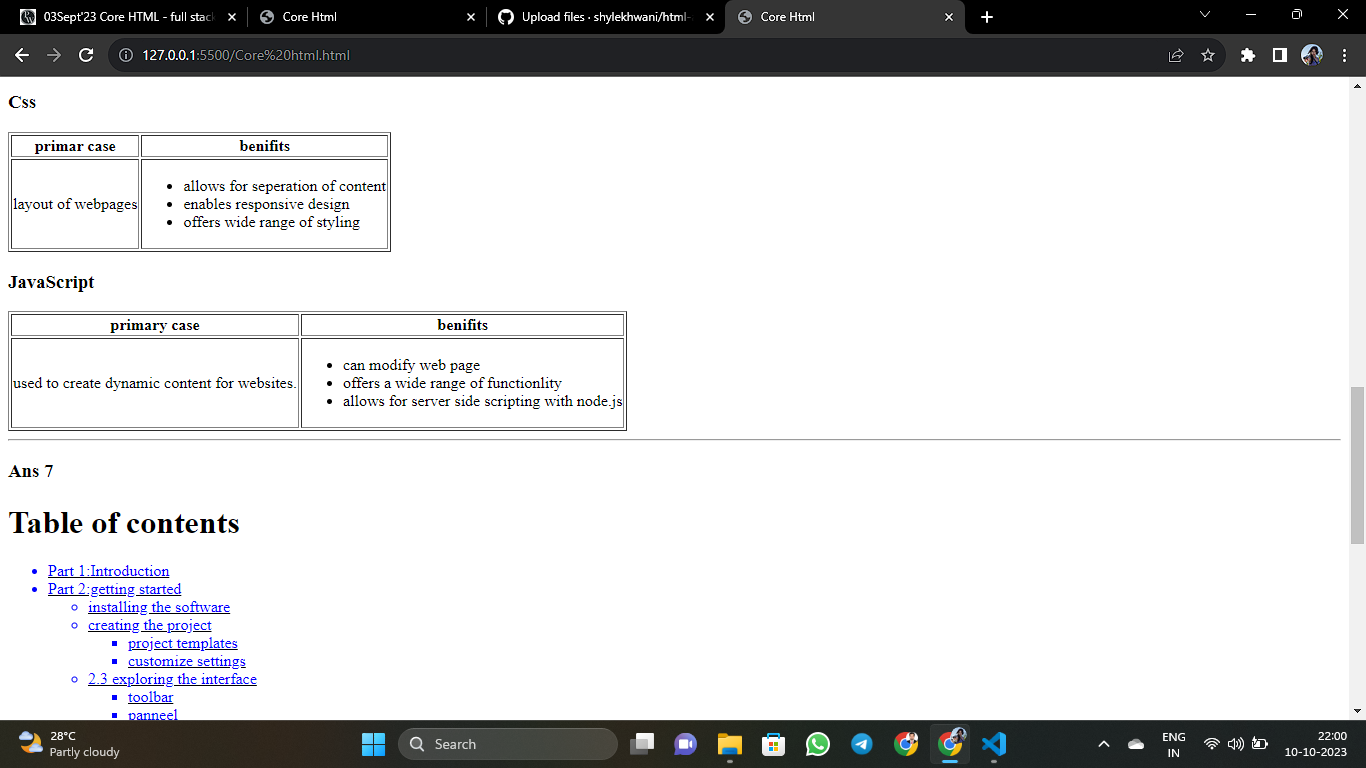 03Sept'23 Core HTML - full stac
Core Html
Upload files · shylekhwani/html-
Core Html
127.0.0.1:5500/Core%20html.html
Css
primar case benifits
layout of webpages
allows for seperation of content
enables responsive design
offers wide range of styling
JavaScript
primary case benifits
used to create dynamic content for websites.
can modify web page
offers a wide range of functionlity
allows for server side scripting with node.js
Ans 7
Table of contents
Part 1:Introduction
Part 2:getting started
installing the software
creating the project
project templates
customize settings
2.3 exploring the interface
toolbar
panneel
28°C
Partly cloudy
Search
ENG
IN
22:00
10-10-2023